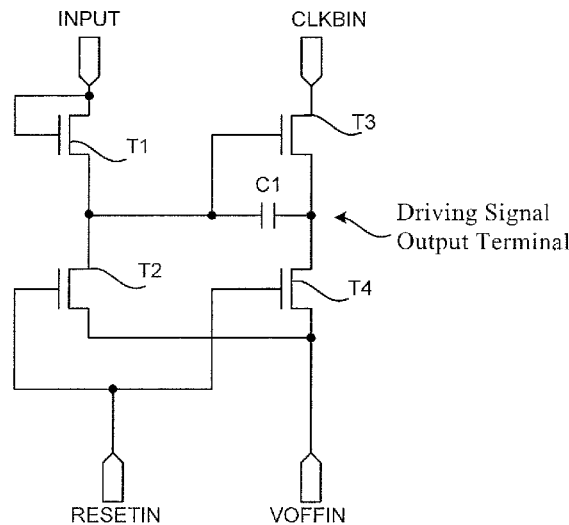 INPUT
CLKBIN
T1
T3
C1
Driving Signal
Output Terminal
T2
T4
RESETIN
VOFFIN